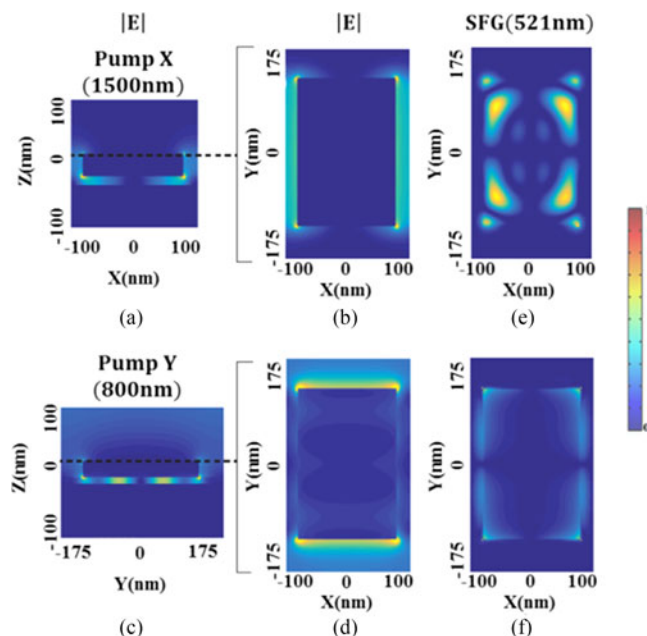 |E| |E| SFG(521nm)
Pump X
(1500nm)
Z(nm) 100 0 -100
-100 0 100
X(nm)
Y(nm) 175 0 -175
-100 0 100
X(nm)
Y(nm) 175 0 -175
-100 0 100
X(nm)
(a) (b) (e)
Pump Y
(800nm)
Z(nm) 100 0 -100
-175 0 175
Y(nm)
Y(nm) 175 0 -175
-100 0 100
X(nm)
Y(nm) 175 0 -175
-100 0 100
X(nm)
(c) (d) (f)